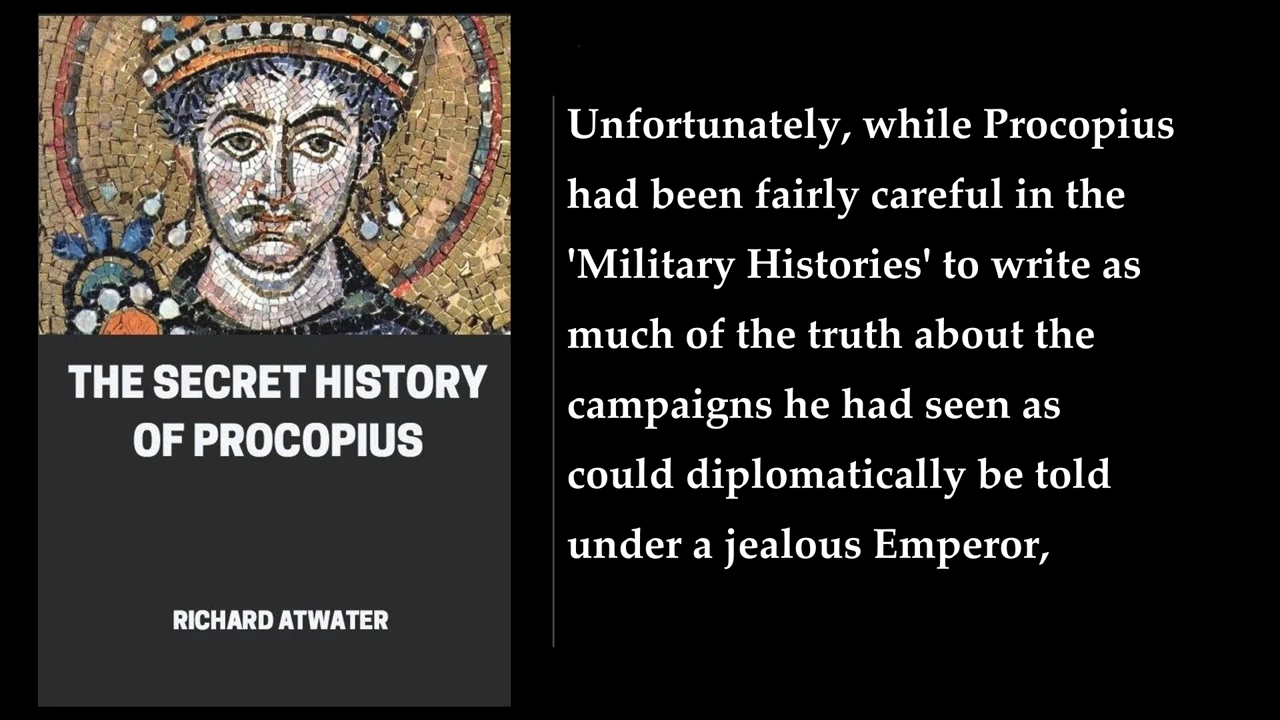 THE SECRET HISTORY
OF PROCOPIUS
RICHARD ATWATER
Unfortunately, while Procopius
had been fairly careful in the
'Military Histories' to write as
much of the truth about the
campaigns he had seen as
could diplomatically be told
under a jealous Emperor,